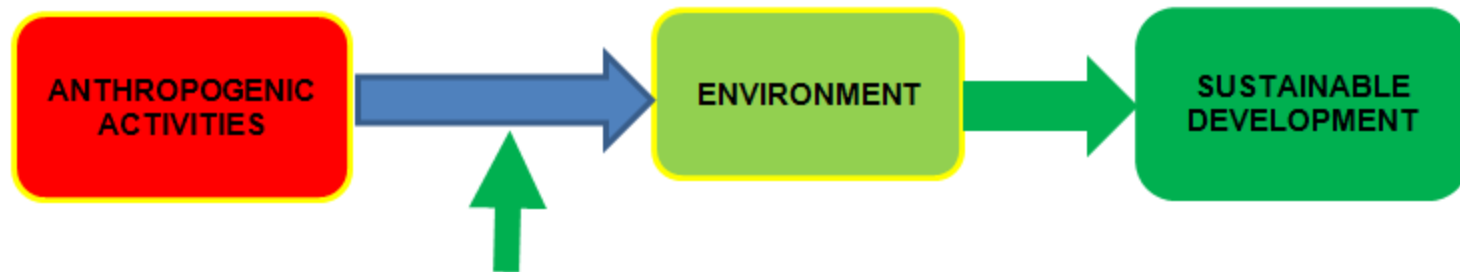 ANTHROPOGENIC
ACTIVITIES
ENVIRONMENT
SUSTAINABLE
DEVELOPMENT